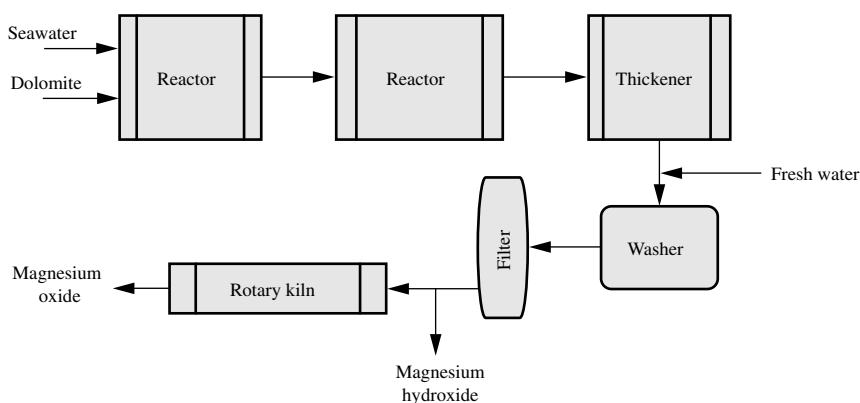 Seawater
Dolomite
Reactor
Reactor
Thickener
Fresh water
Washer
Filter
Rotary kiln
Magnesium
oxide
Magnesium
hydroxide